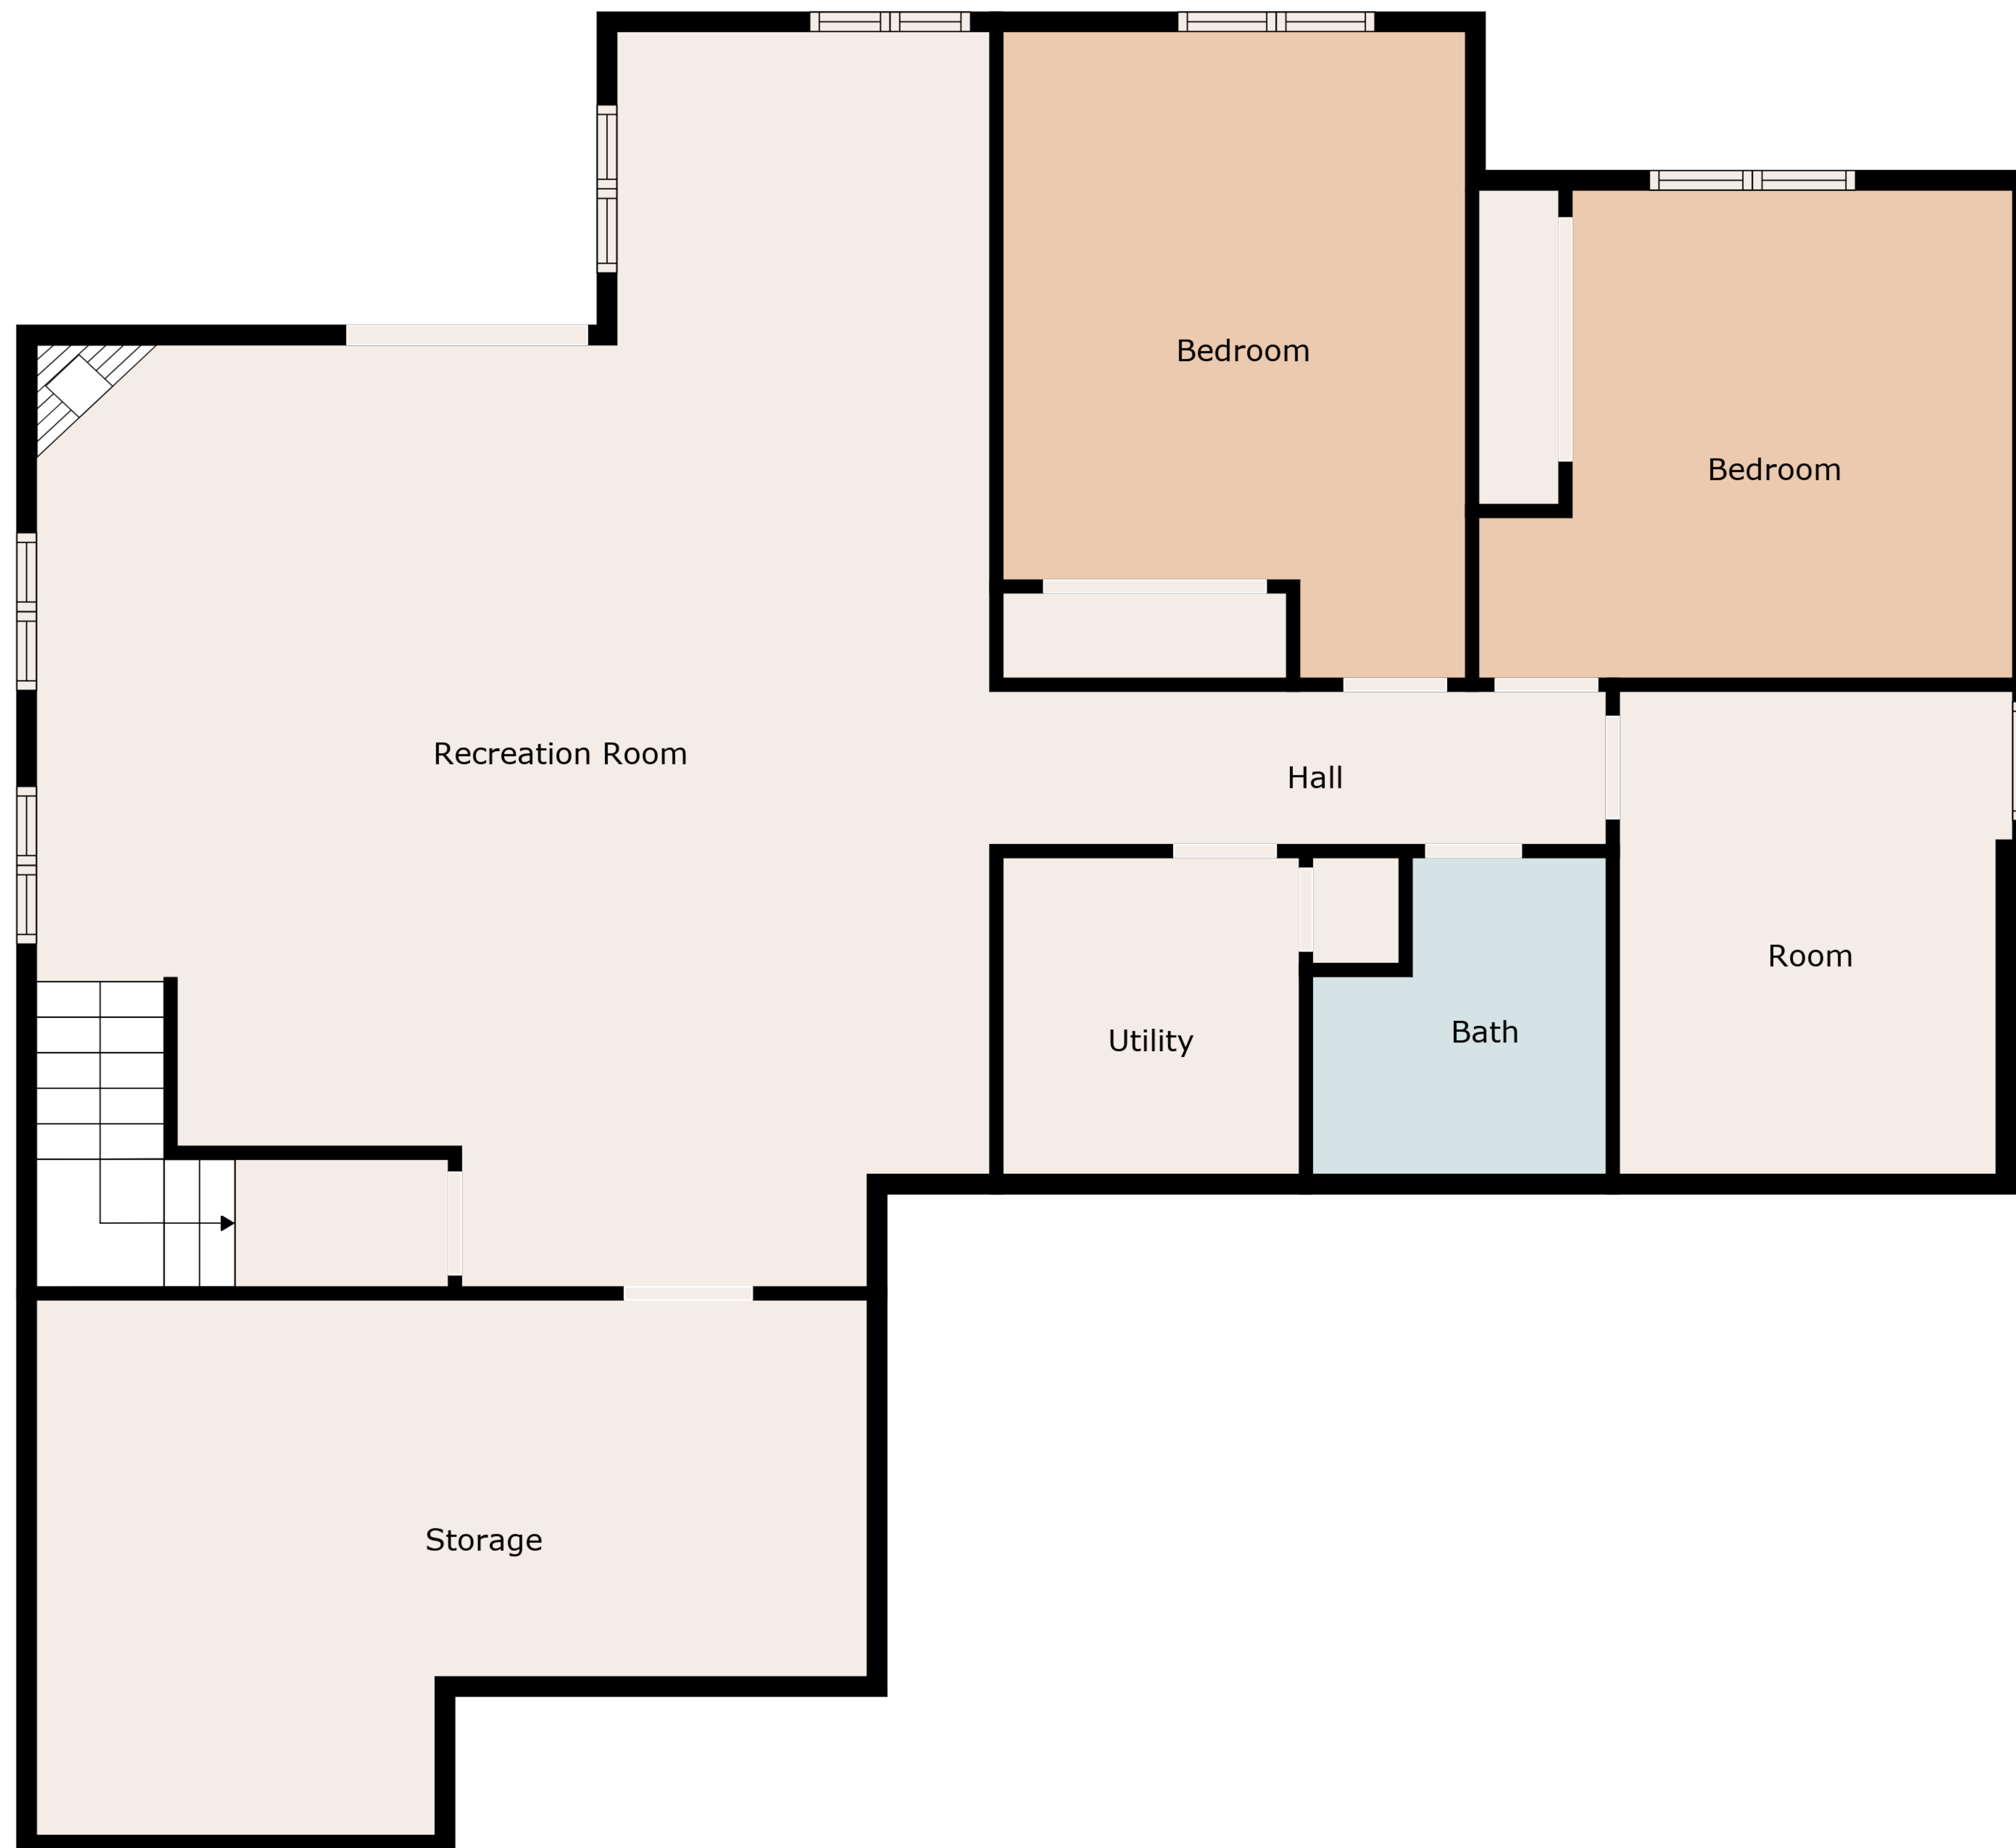 Bedroom
Bedroom
Recreation Room
Hall
Room
Utility
Bath
Storage